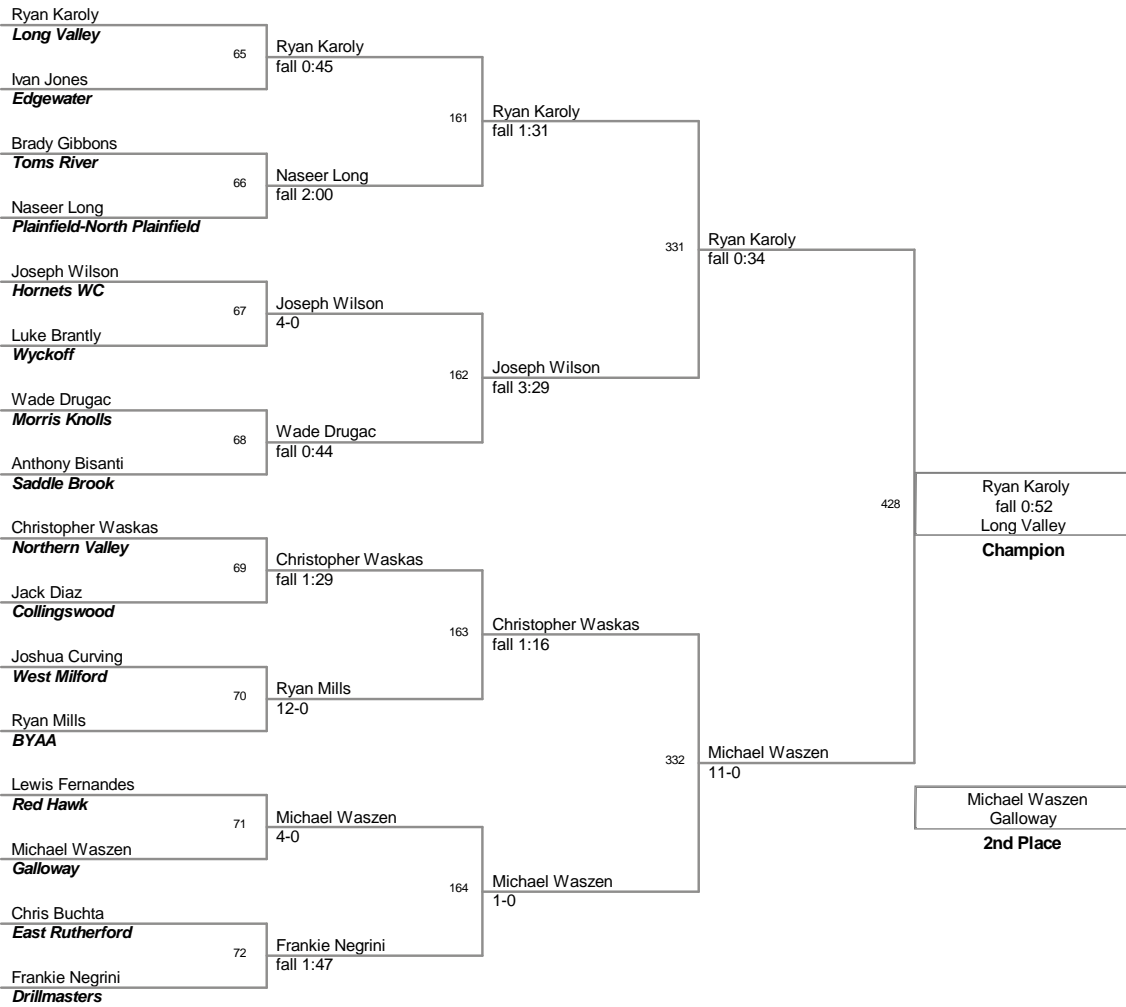 Ryan Karoly
Long Valley
65
Ivan Jones
Edgewater
Ryan Karoly
fall 0:45
Brady Gibbons
Toms River
66
Naseer Long
Plainfield-North Plainfield
Naseer Long
fall 2:00
161
Ryan Karoly
fall 1:31
Joseph Wilson
Hornets WC
67
Luke Brantly
Wyckoff
Joseph Wilson
4-0
Wade Drugac
Morris Knolls
68
Anthony Bisanti
Saddle Brook
Wade Drugac
fall 0:44
162
Joseph Wilson
fall 3:29
331
Ryan Karoly
fall 0:34
Christopher Waskas
Northern Valley
69
Jack Diaz
Collingswood
Christopher Waskas
fall 1:29
Joshua Curving
West Milford
70
Ryan Mills
BYAA
Ryan Mills
12-0
163
Christopher Waskas
fall 1:16
Lewis Fernandes
Red Hawk
71
Michael Waszen
Galloway
Michael Waszen
4-0
Chris Buchta
East Rutherford
72
Frankie Negrini
Drillmasters
Frankie Negrini
fall 1:47
164
Michael Waszen
1-0
332
Michael Waszen
11-0
428
Ryan Karoly
fall 0:52
Long Valley
Champion
Michael Waszen
Galloway
2nd Place